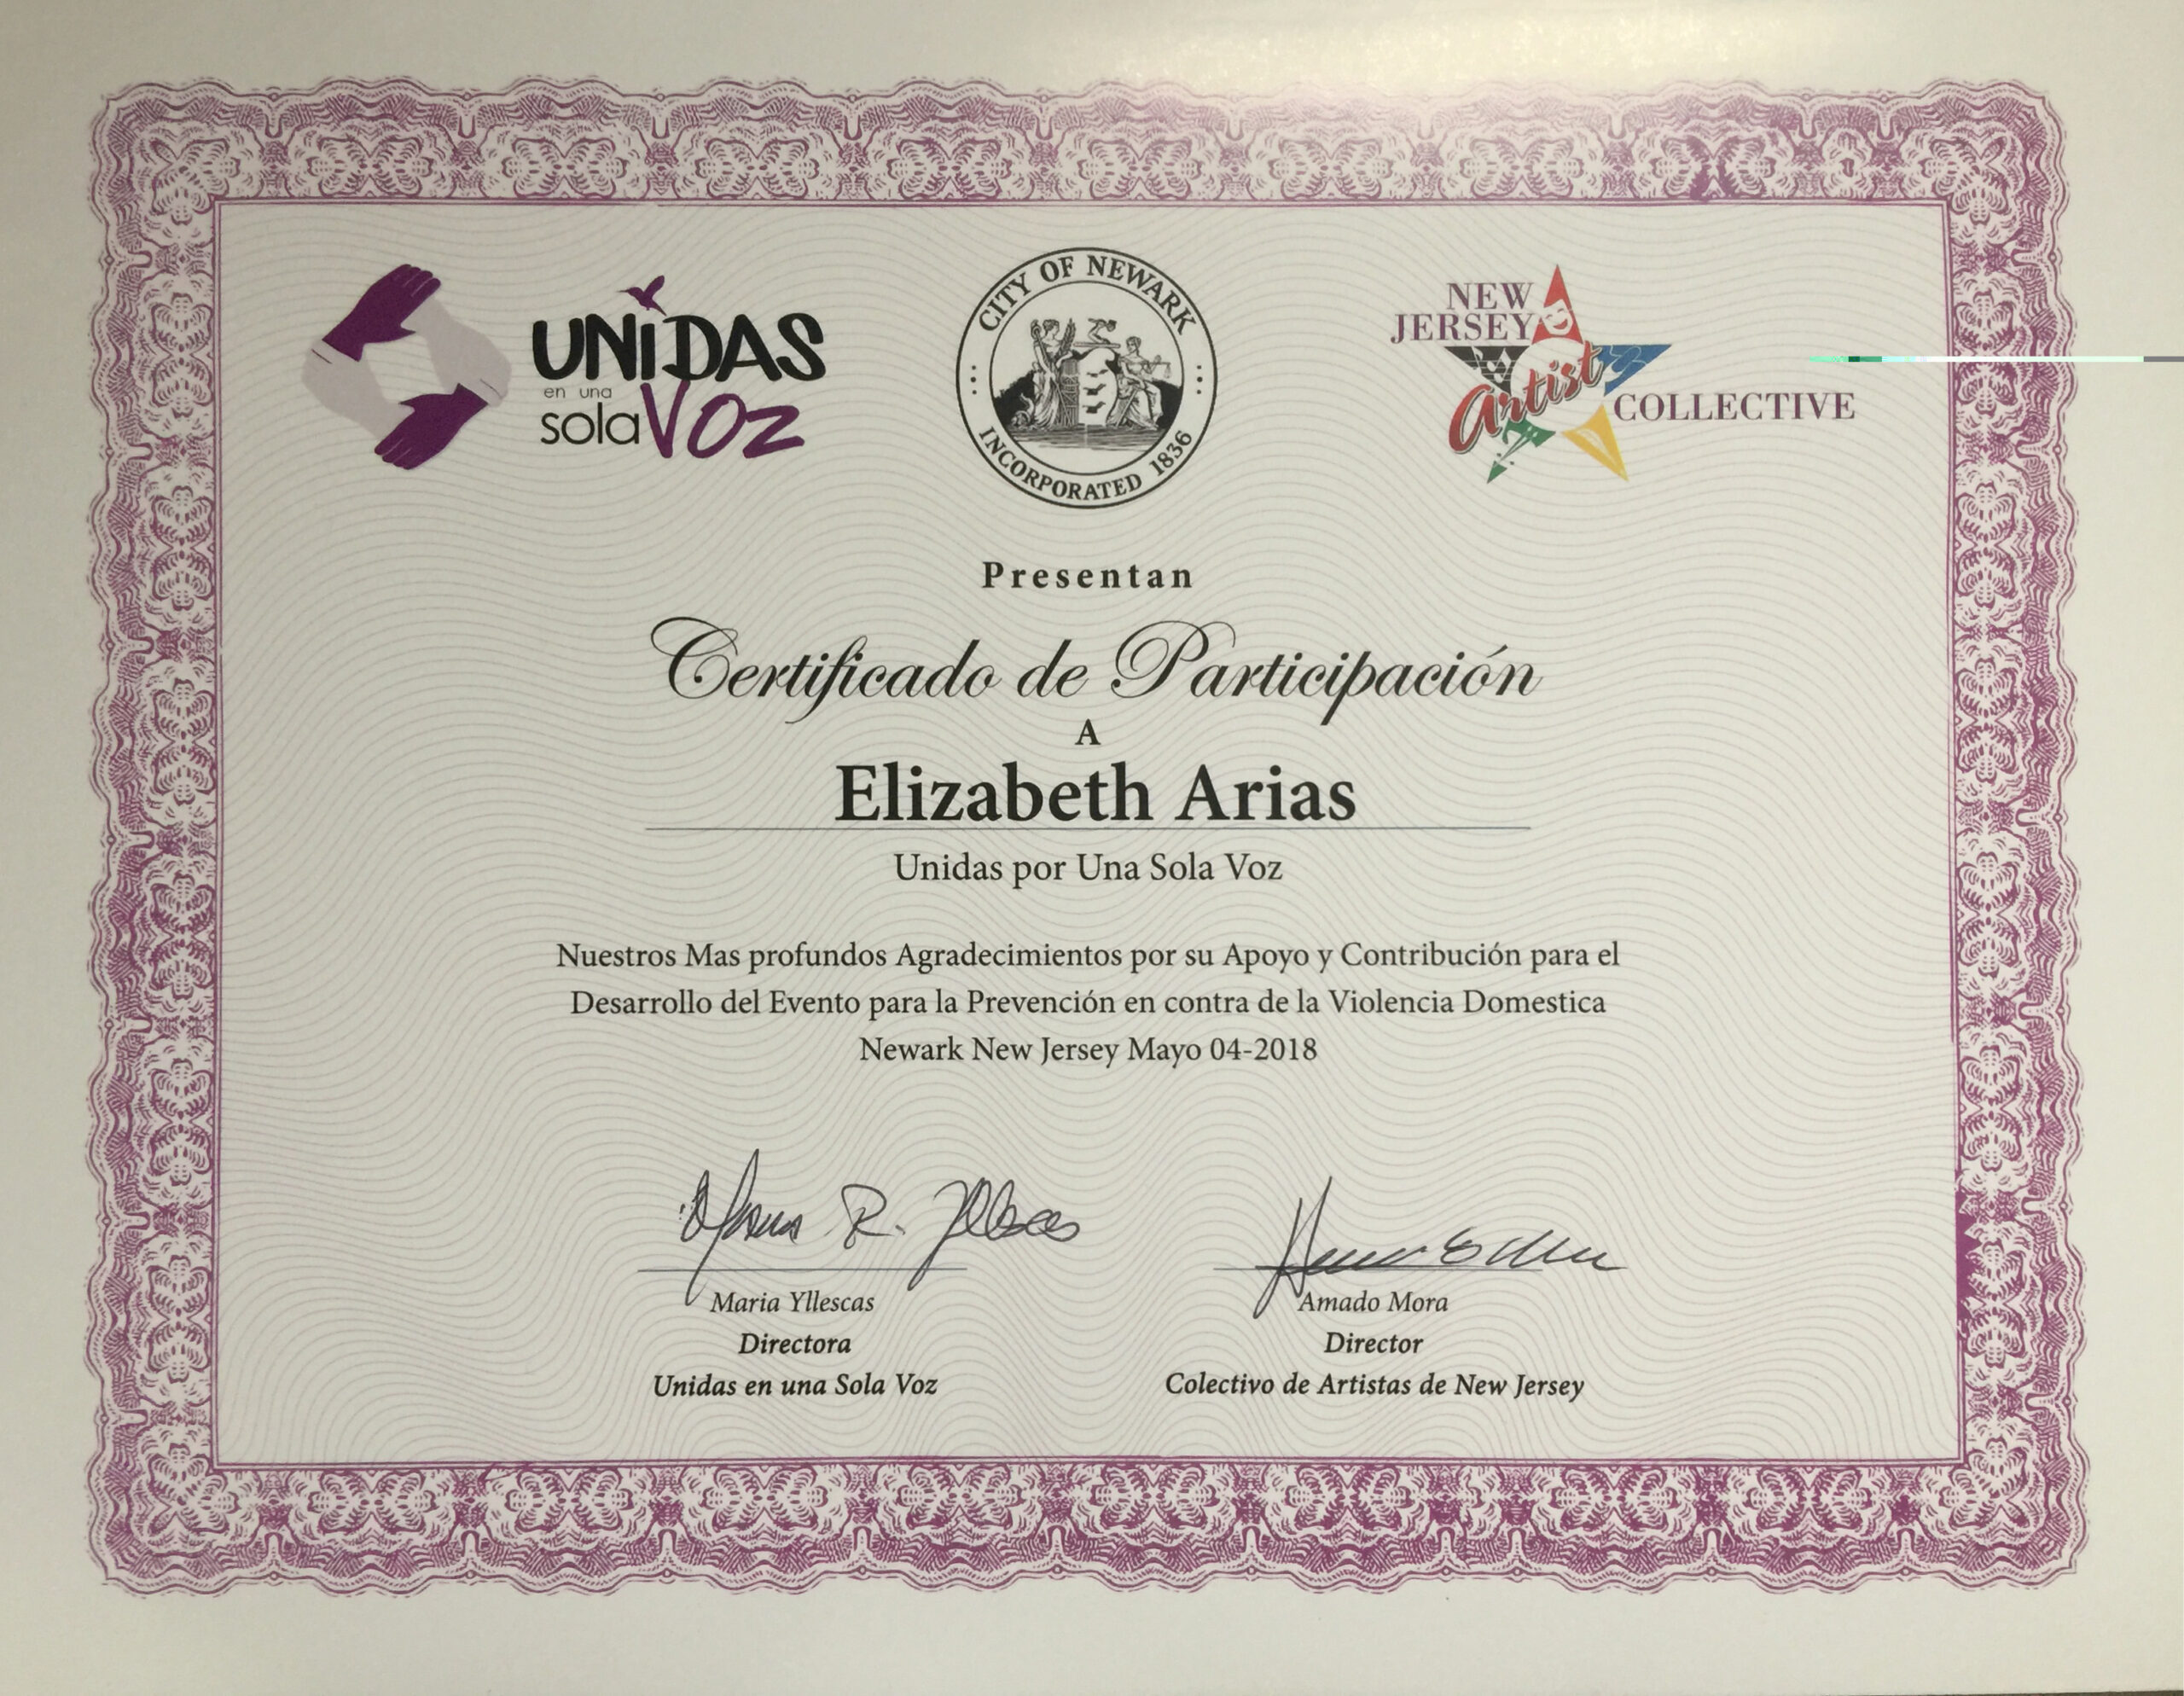 UNiDAS
en una
sola VOZ
CITY OF NEWARK
INCORPORATED 1836
NEW
JERSEY
Artist
COLLECTIVE
Presentan
Certificado de Participación
A
Elizabeth Arias
Unidas por Una Sola Voz
Nuestros Mas profundos Agradecimientos por su Apoyo y Contribución para el
Desarrollo del Evento para la Prevención en contra de la Violencia Domestica
Newark New Jersey Mayo 04-2018
Maria Yllescas
Directora
Unidas en una Sola Voz
Amado Mora
Director
Colectivo de Artistas de New Jersey